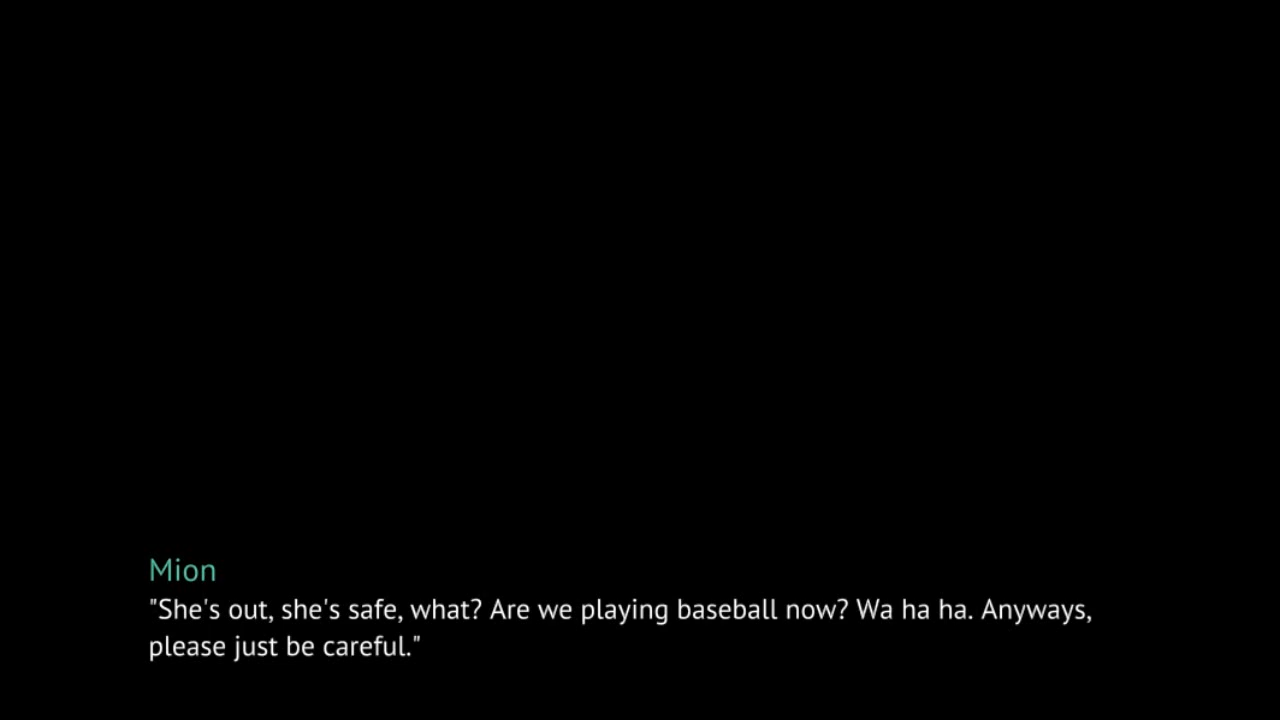 Mion
"She's out, she's safe, what? Are we playing baseball now? Wa ha ha. Anyways,
please just be careful."